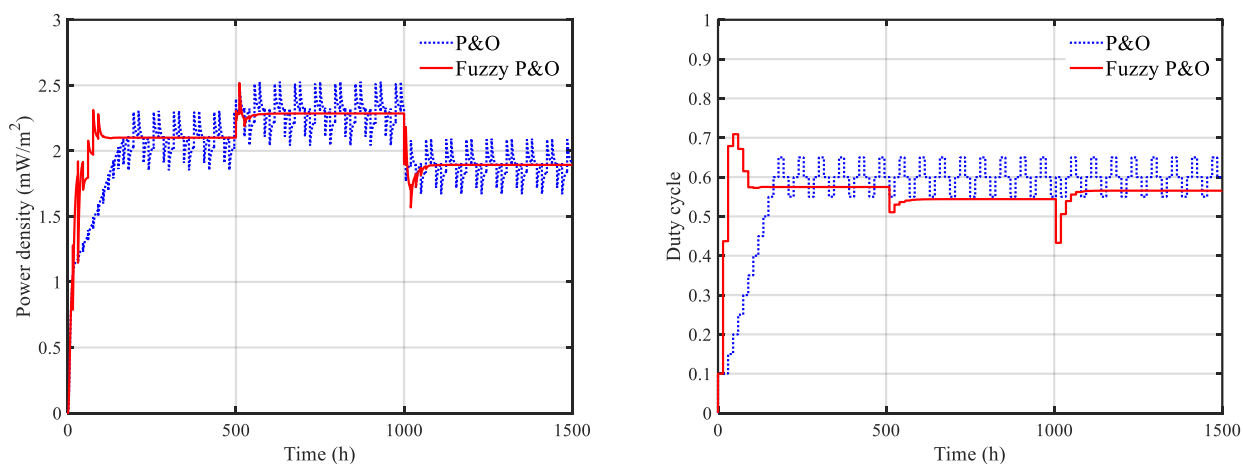 3
2.5
2
1.5
1
0.5
0
Power density (mW/m²)
P&O
Fuzzy P&O
0 500 1000 1500
Time (h)
1
0.9
0.8
0.7
0.6
0.5
0.4
0.3
0.2
0.1
0
Duty cycle
P&O
Fuzzy P&O
0 500 1000 1500
Time (h)